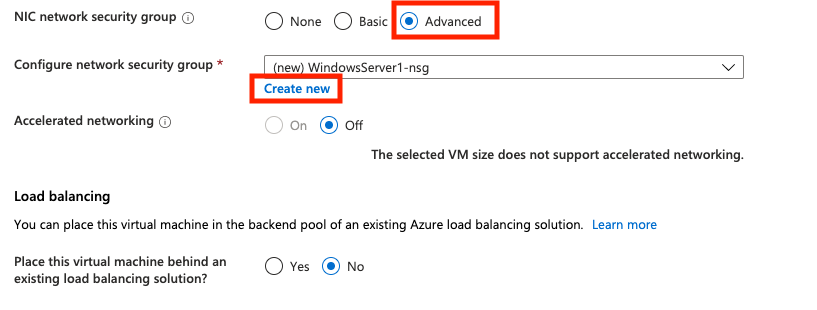 NIC network security group None Basic Advanced
Configure network security group * (new) WindowsServer1-nsg
Create new
Accelerated networking On Off
The selected VM size does not support accelerated networking.
Load balancing
You can place this virtual machine in the backend pool of an existing Azure load balancing solution. Learn more
Place this virtual machine behind an Yes No
existing load balancing solution?